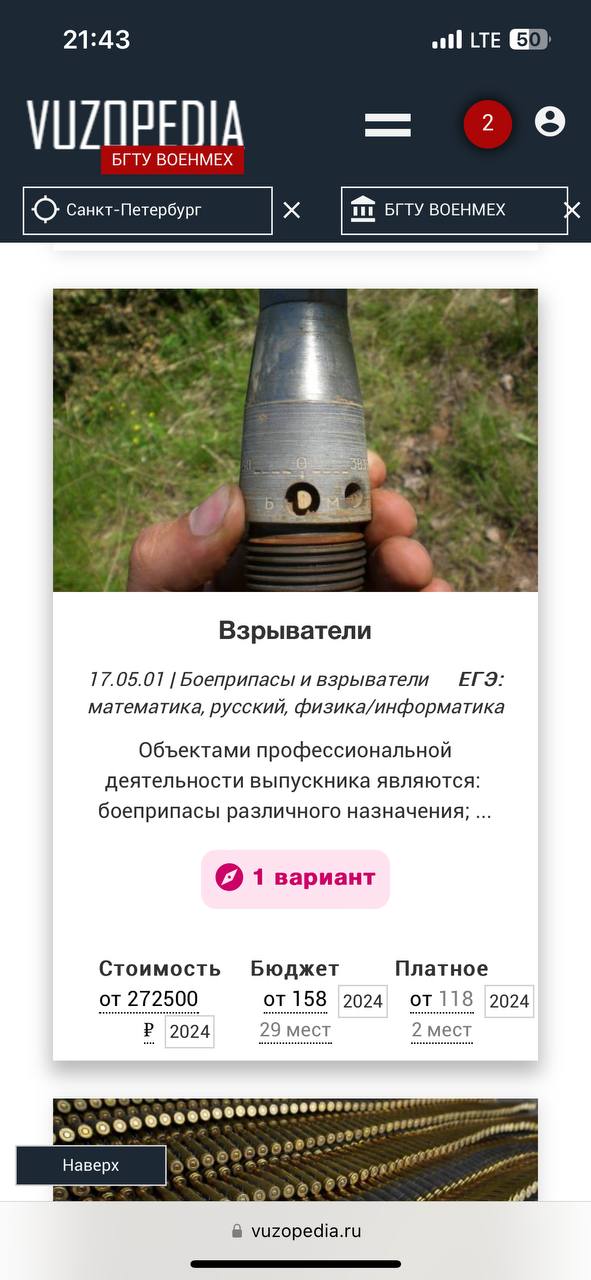 21:43
LTE 50
VUZOPEDIA
2
БГТУ ВОЕНМЕХ
Санкт-Петербург
БГТУ ВОЕНМЕХ
О
Б
М
Взрыватели
17.05.01 | Боеприпасы и взрыватели ЕГЭ:
математика, русский, физика/информатика
Объектами профессиональной
деятельности выпускника являются:
боеприпасы различного назначения; ...
1 вариант
Стоимость Бюджет Платное
от 272500 от 158 2024 от 118 2024
₽ 2024 29 мест 2 мест
Наверх
vuzopedia.ru